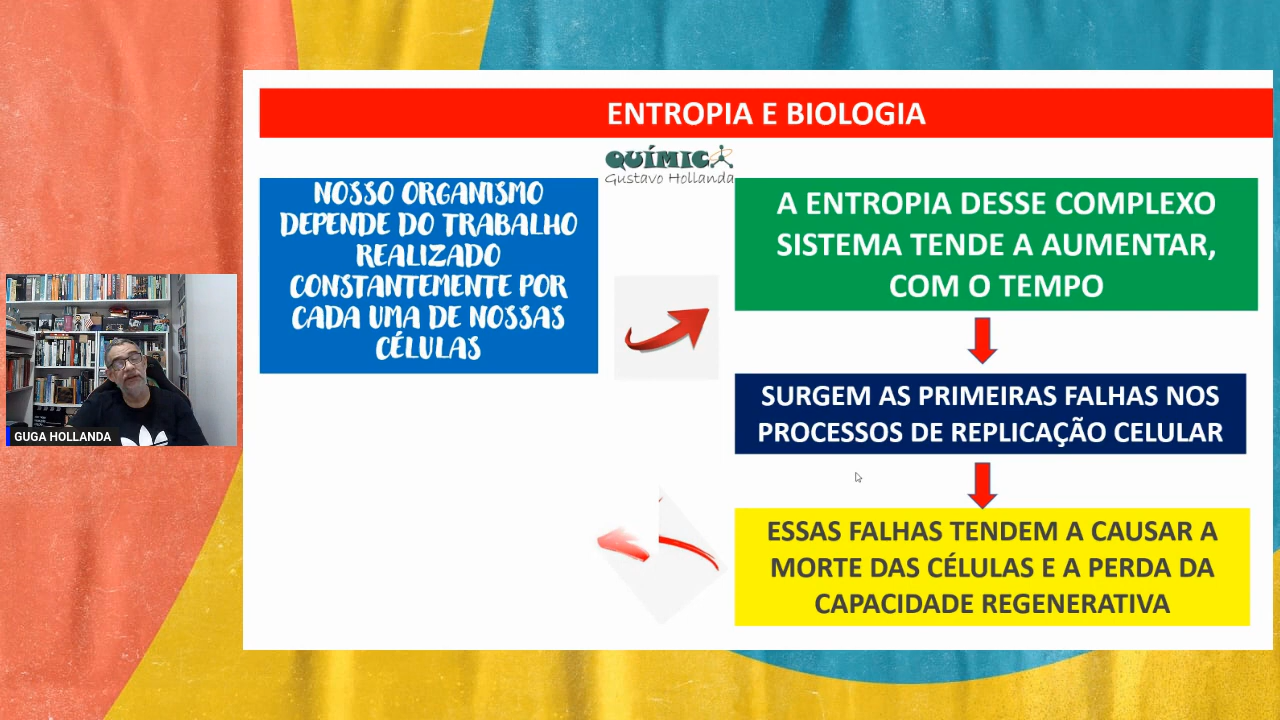 ENTROPIA E BIOLOGIA
QUÍMICA
Gustavo Hollanda
NOSSO ORGANISMO
DEPENDE DO TRABALHO
REALIZADO
CONSTANTEMENTE POR
CADA UMA DE NOSSAS
CÉLULAS
A ENTROPIA DESSE COMPLEXO
SISTEMA TENDE A AUMENTAR,
COM O TEMPO
SURGEM AS PRIMEIRAS FALHAS NOS
PROCESSOS DE REPLICAÇÃO CELULAR
ESSAS FALHAS TENDEM A CAUSAR A
MORTE DAS CÉLULAS E A PERDA DA
CAPACIDADE REGENERATIVA
GUGA HOLLANDA